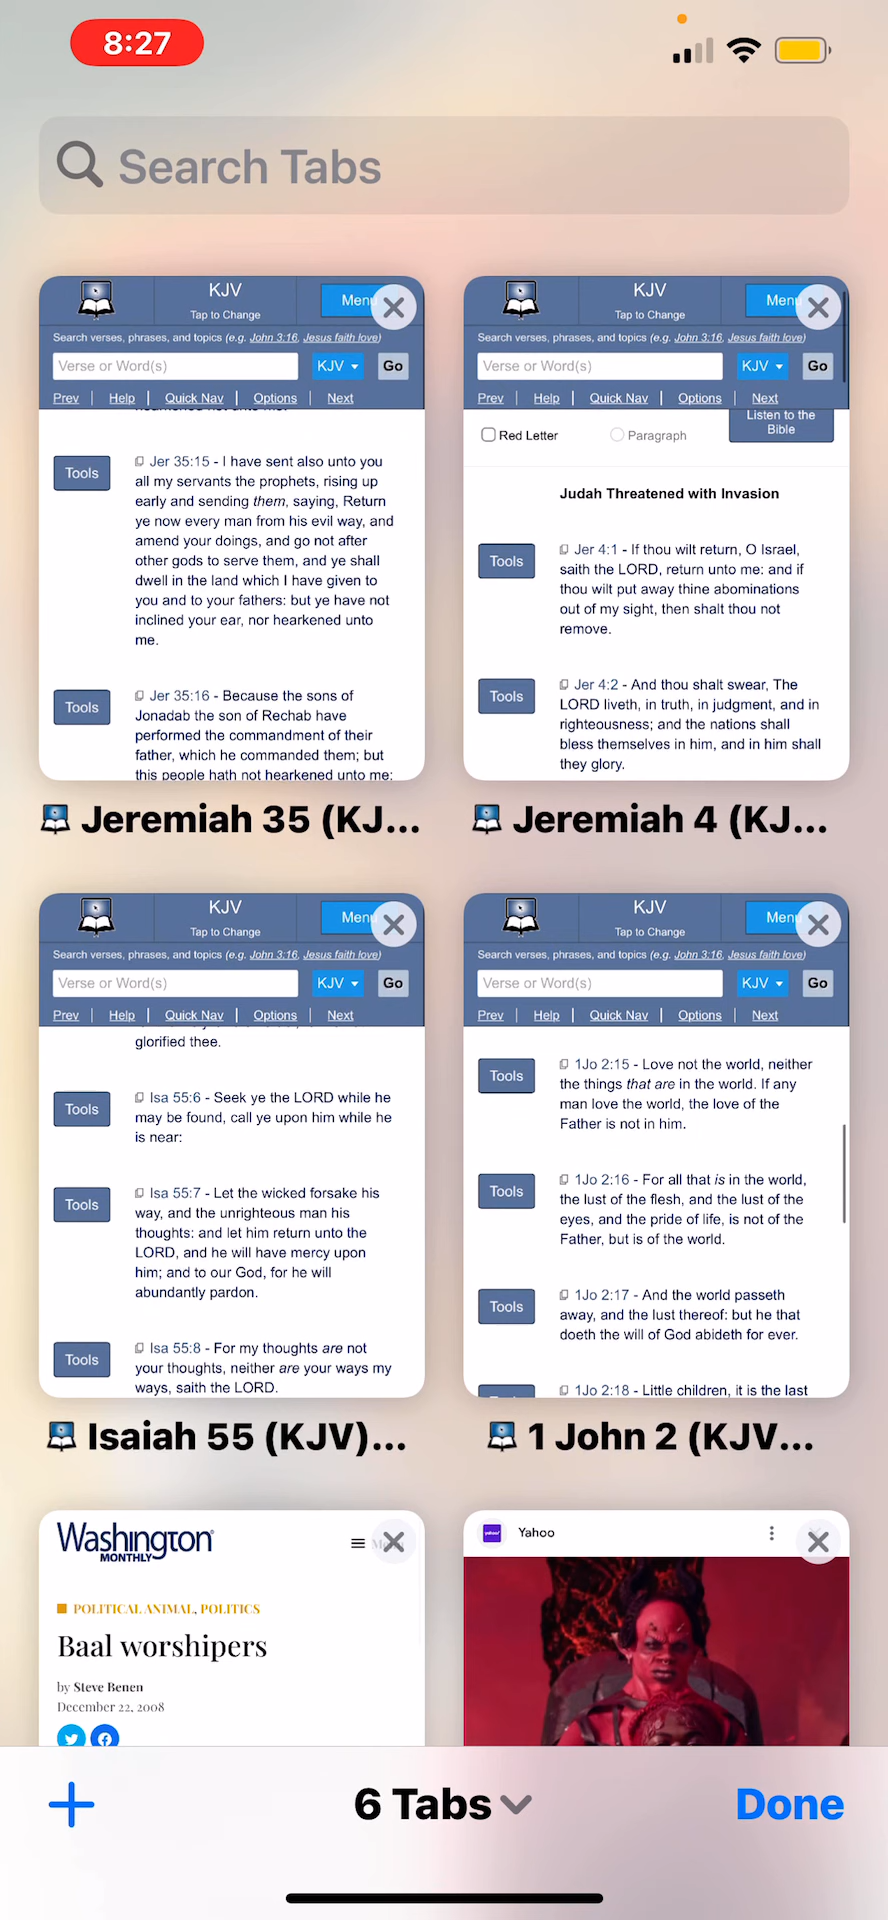 8:27
Search Tabs
KJV
Tap to Change
Menu
Search verses, phrases, and topics (e.g. John 3:16, Jesus faith love)
Verse or Word(s)
KJV
Go
Prev | Help | Quick Nav | Options | Next
Tools
Jer 35:15 - I have sent also unto you
all my servants the prophets, rising up
early and sending them, saying, Return
ye now every man from his evil way, and
amend your doings, and go not after
other gods to serve them, and ye shall
dwell in the land which I have given to
you and to your fathers: but ye have not
inclined your ear, nor hearkened unto
me.
Tools
Jer 35:16 - Because the sons of
Jonadab the son of Rechab have
performed the commandment of their
father, which he commanded them; but
this people hath not hearkened unto me:
Jeremiah 35 (KJ...
KJV
Tap to Change
Menu
Search verses, phrases, and topics (e.g. John 3:16, Jesus faith love)
Verse or Word(s)
KJV
Go
Prev | Help | Quick Nav | Options | Next
Red Letter
Paragraph
Listen to the
Bible
Judah Threatened with Invasion
Tools
Jer 4:1 - If thou wilt return, O Israel,
saith the LORD, return unto me: and if
thou wilt put away thine abominations
out of my sight, then shalt thou not
remove.
Tools
Jer 4:2 - And thou shalt swear, The
LORD liveth, in truth, in judgment, and in
righteousness; and the nations shall
bless themselves in him, and in him shall
they glory.
Jeremiah 4 (KJ...
KJV
Tap to Change
Menu
Search verses, phrases, and topics (e.g. John 3:16, Jesus faith love)
Verse or Word(s)
KJV
Go
Prev | Help | Quick Nav | Options | Next
glorified thee.
Tools
Isa 55:6 - Seek ye the LORD while he
may be found, call ye upon him while he
is near:
Tools
Isa 55:7 - Let the wicked forsake his
way, and the unrighteous man his
thoughts: and let him return unto the
LORD, and he will have mercy upon
him; and to our God, for he will
abundantly pardon.
Tools
Isa 55:8 - For my thoughts are not
your thoughts, neither are your ways my
ways, saith the LORD.
Isaiah 55 (KJV)...
KJV
Tap to Change
Menu
Search verses, phrases, and topics (e.g. John 3:16, Jesus faith love)
Verse or Word(s)
KJV
Go
Prev | Help | Quick Nav | Options | Next
Tools
1Jo 2:15 - Love not the world, neither
the things that are in the world. If any
man love the world, the love of the
Father is not in him.
Tools
1Jo 2:16 - For all that is in the world,
the lust of the flesh, and the lust of the
eyes, and the pride of life, is not of the
Father, but is of the world.
Tools
1Jo 2:17 - And the world passeth
away, and the lust thereof: but he that
doeth the will of God abideth for ever.
1Jo 2:18 - Little children, it is the last
1 John 2 (KJV...
Washington
MONTHLY
POLITICAL ANIMAL, POLITICS
Baal worshipers
by Steve Benen
December 22, 2008
Yahoo
6 Tabs
Done